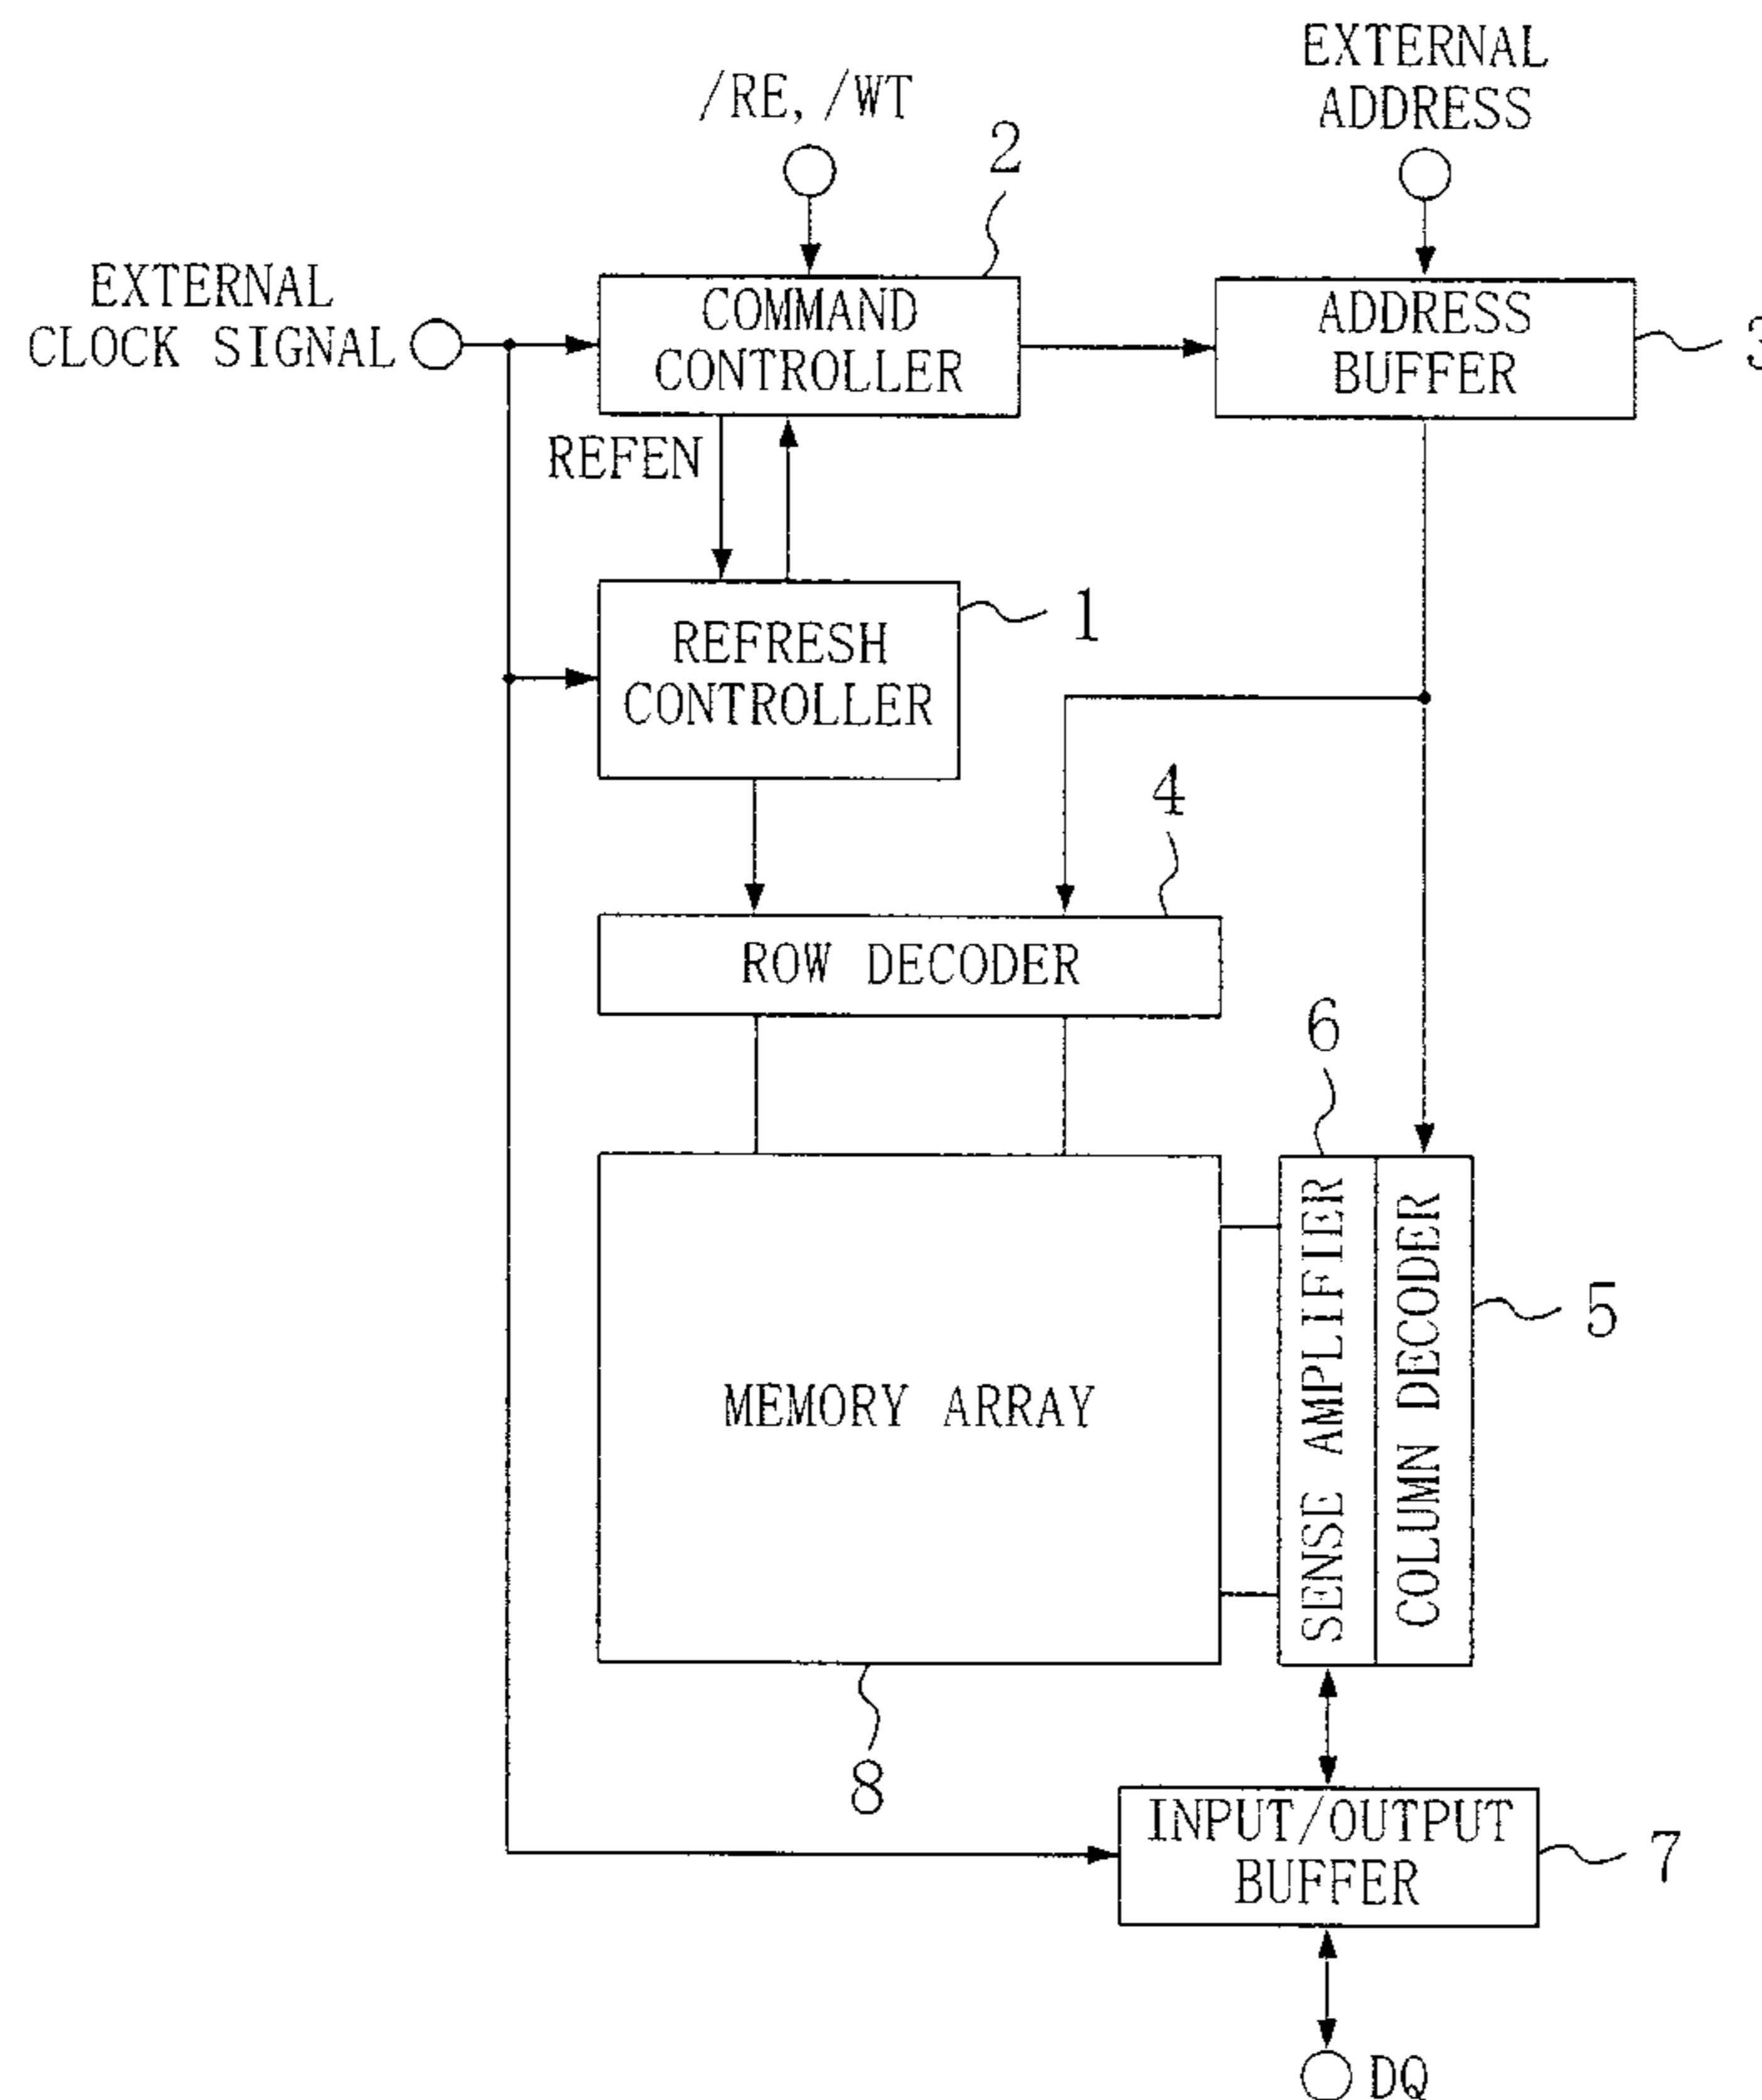 EXTERNAL
ADDRESS
/RE, /WT
2
EXTERNAL
CLOCK SIGNAL
COMMAND
CONTROLLER
ADDRESS
BUFFER
3
REFEN
REFRESH
CONTROLLER
1
4
ROW DECODER
6
SENSE AMPLIFIER
COLUMN DECODER
5
MEMORY ARRAY
8
INPUT/OUTPUT
BUFFER
7
DQ